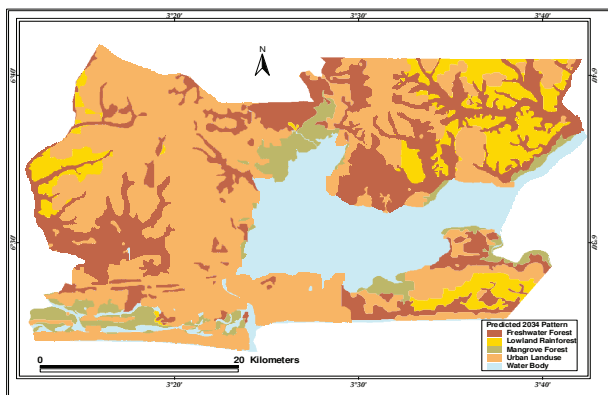 3°20' 3°30' 3°40'
N
6°40' 6°40'
6°30' 6°30'
Predicted 2034 Pattern
Freshwater Forest
Lowland Rainforest
Mangrove Forest
Urban Landuse
Water Body
0 20 Kilometers
3°20' 3°30' 3°40'